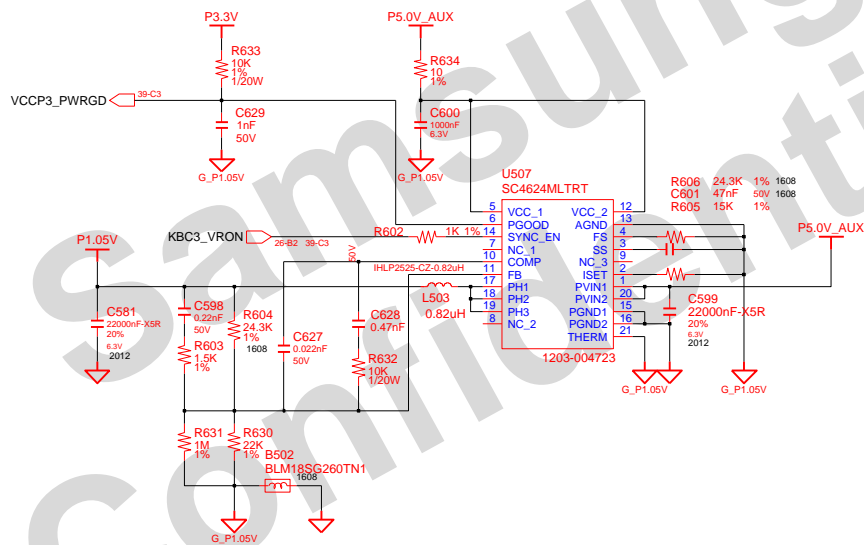 P3.3V
P5.0V_AUX
R633
10K
1%
1/20W
R634
10
1%
VCCP3_PWRGD
39-C3
C629
1nF
50V
C600
1000nF
6.3V
G_P1.05V
G_P1.05V
U507
SC4624MLTRT
R606 24.3K 1% 1608
C601 47nF 50V 1608
R605 15K 1%
5 VCC_1 VCC_2 12
6 PGOOD AGND 13
14 SYNC_EN FS 4
7 NC_1 SS 3
10 COMP NC_3 9
11 FB ISET 2
17 PH1 PVIN1 1
18 PH2 PVIN2 20
19 PH3 PGND1 15
8 NC_2 PGND2 16
THERM 21
1203-004723
P5.0V_AUX
P1.05V
KBC3_VRON
26-B2 39-C3
R602 1K 1%
50V
IHLP2525-CZ-0.82uH
L503
0.82uH
C581
22000nF-X5R
20%
6.3V
2012
C598
0.22nF
50V
R604
24.3K
1%
1608
R603
1.5K
1%
C627
0.022nF
50V
C628
0.47nF
R632
10K
1/20W
C599
22000nF-X5R
20%
6.3V
2012
G_P1.05V
G_P1.05V
R631
1M
1%
R630
22K
1%
B502
BLM18SG260TN1
1608
G_P1.05V
Samsung
Confidenti